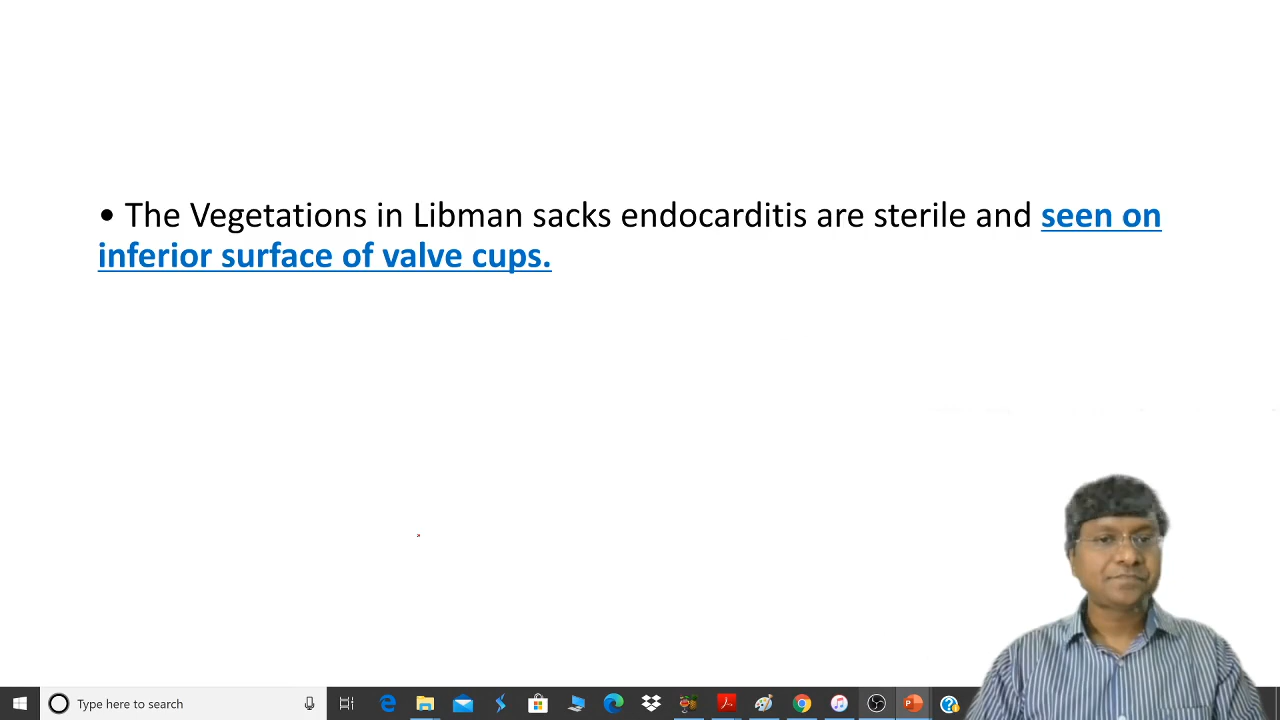 • The Vegetations in Libman sacks endocarditis are sterile and seen on
inferior surface of valve cups.
Type here to search